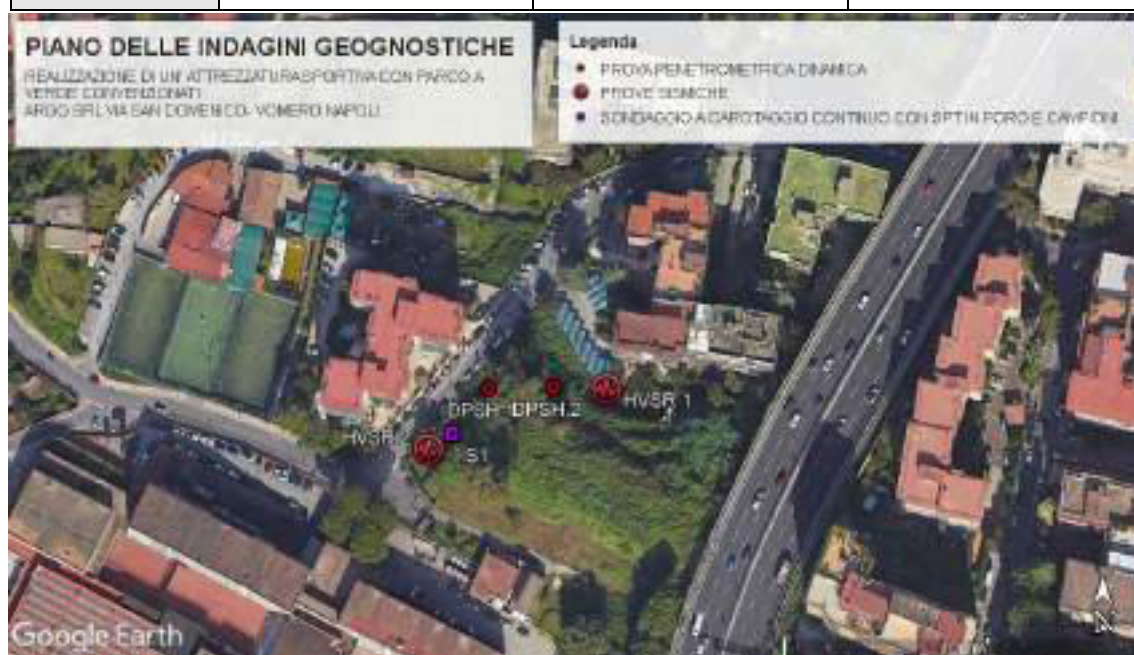 PIANO DELLE INDAGINI GEOGNOSTICHE
REALIZZAZIONE DI UN' ATTREZZATURA SPORTIVA CON PARCO A
VERDE CONVENZIONATI
ARGO SRL VIA SAN DOMENICO- VOMERO NAPOLI
Legenda
PROVA PENETROMETRICA DINAMICA
PROVE SISMICHE
SONDAGGIO A CAROTAGGIO CONTINUO CON SPT IN FORO E CAMPIONI
DPSH DPSH 2
HVSR 1
HVSR
S1
Google Earth
N